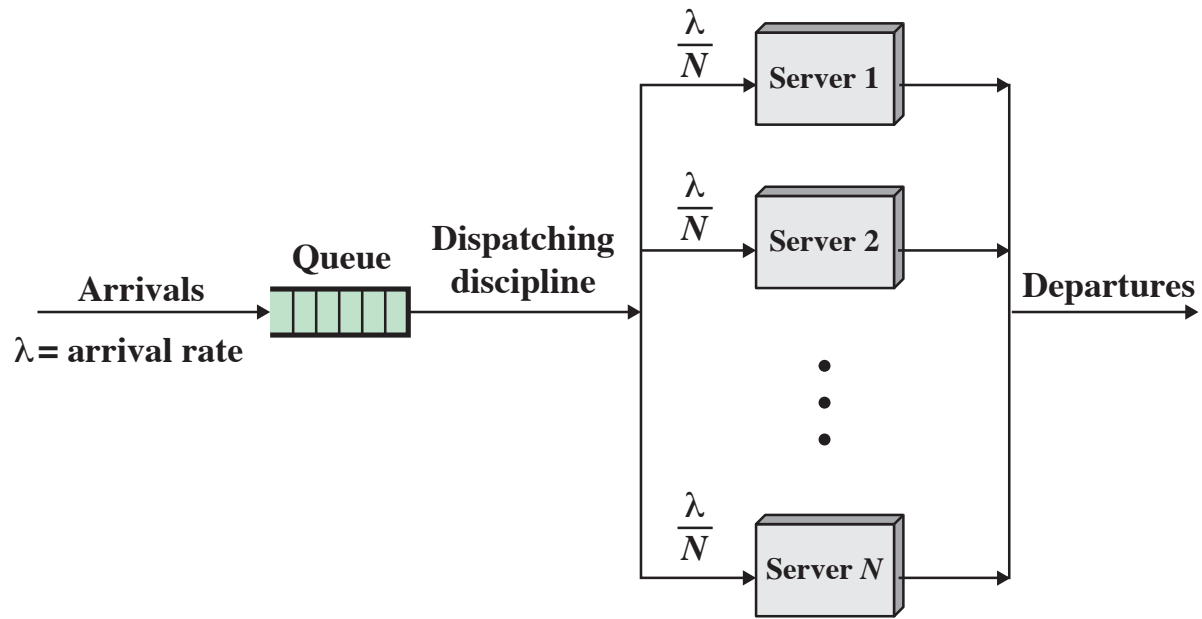 Arrivals
λ = arrival rate
Queue
Dispatching
discipline
λ
N
Server 1
λ
N
Server 2
λ
N
Server N
Departures